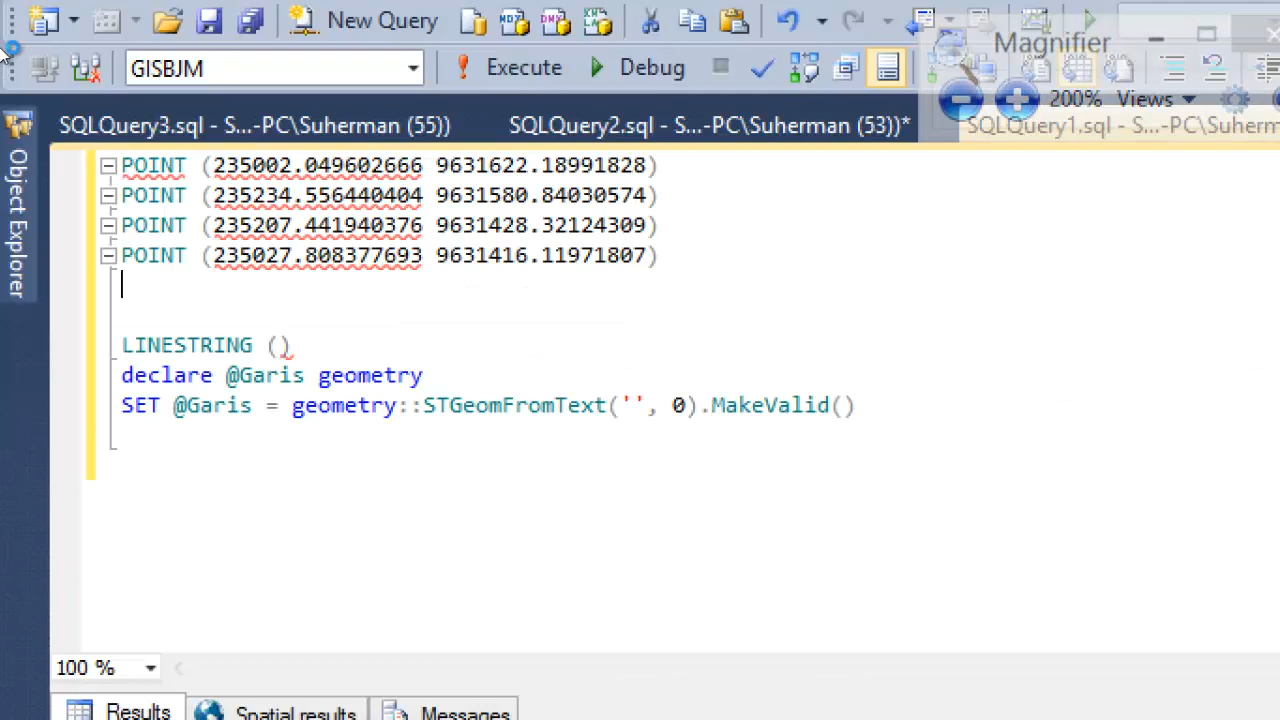 New Query
Magnifier
GISBJM
Execute
Debug
200% Views
SQLQuery3.sql - S...-PC\Suherman (55))
SQLQuery2.sql - S...-PC\Suherman (53))*
SQLQuery1.sql - S...-PC\Suherm
Object Explorer
POINT (235002.049602666 9631622.18991828)
POINT (235234.556440404 9631580.84030574)
POINT (235207.441940376 9631428.32124309)
POINT (235027.808377693 9631416.11971807)
LINESTRING ()
declare @Garis geometry
SET @Garis = geometry::STGeomFromText('', 0).MakeValid()
100 %
Results
Spatial results
Messages